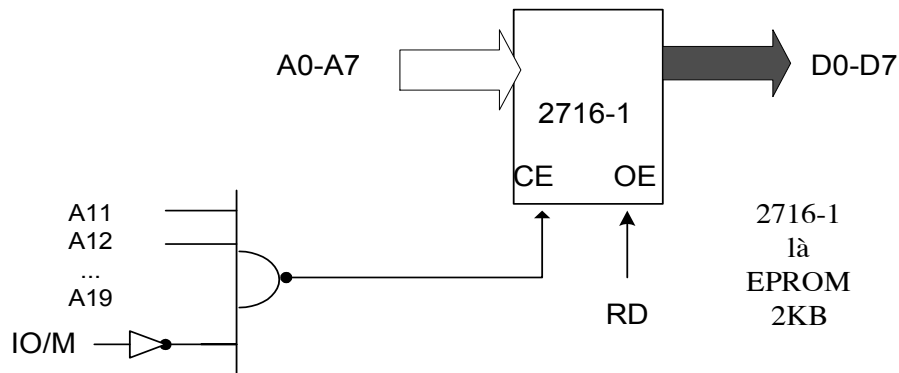 A0-A7
D0-D7
2716-1
CE
OE
A11
A12
...
A19
IO/M
RD
2716-1
là
EPROM
2KB